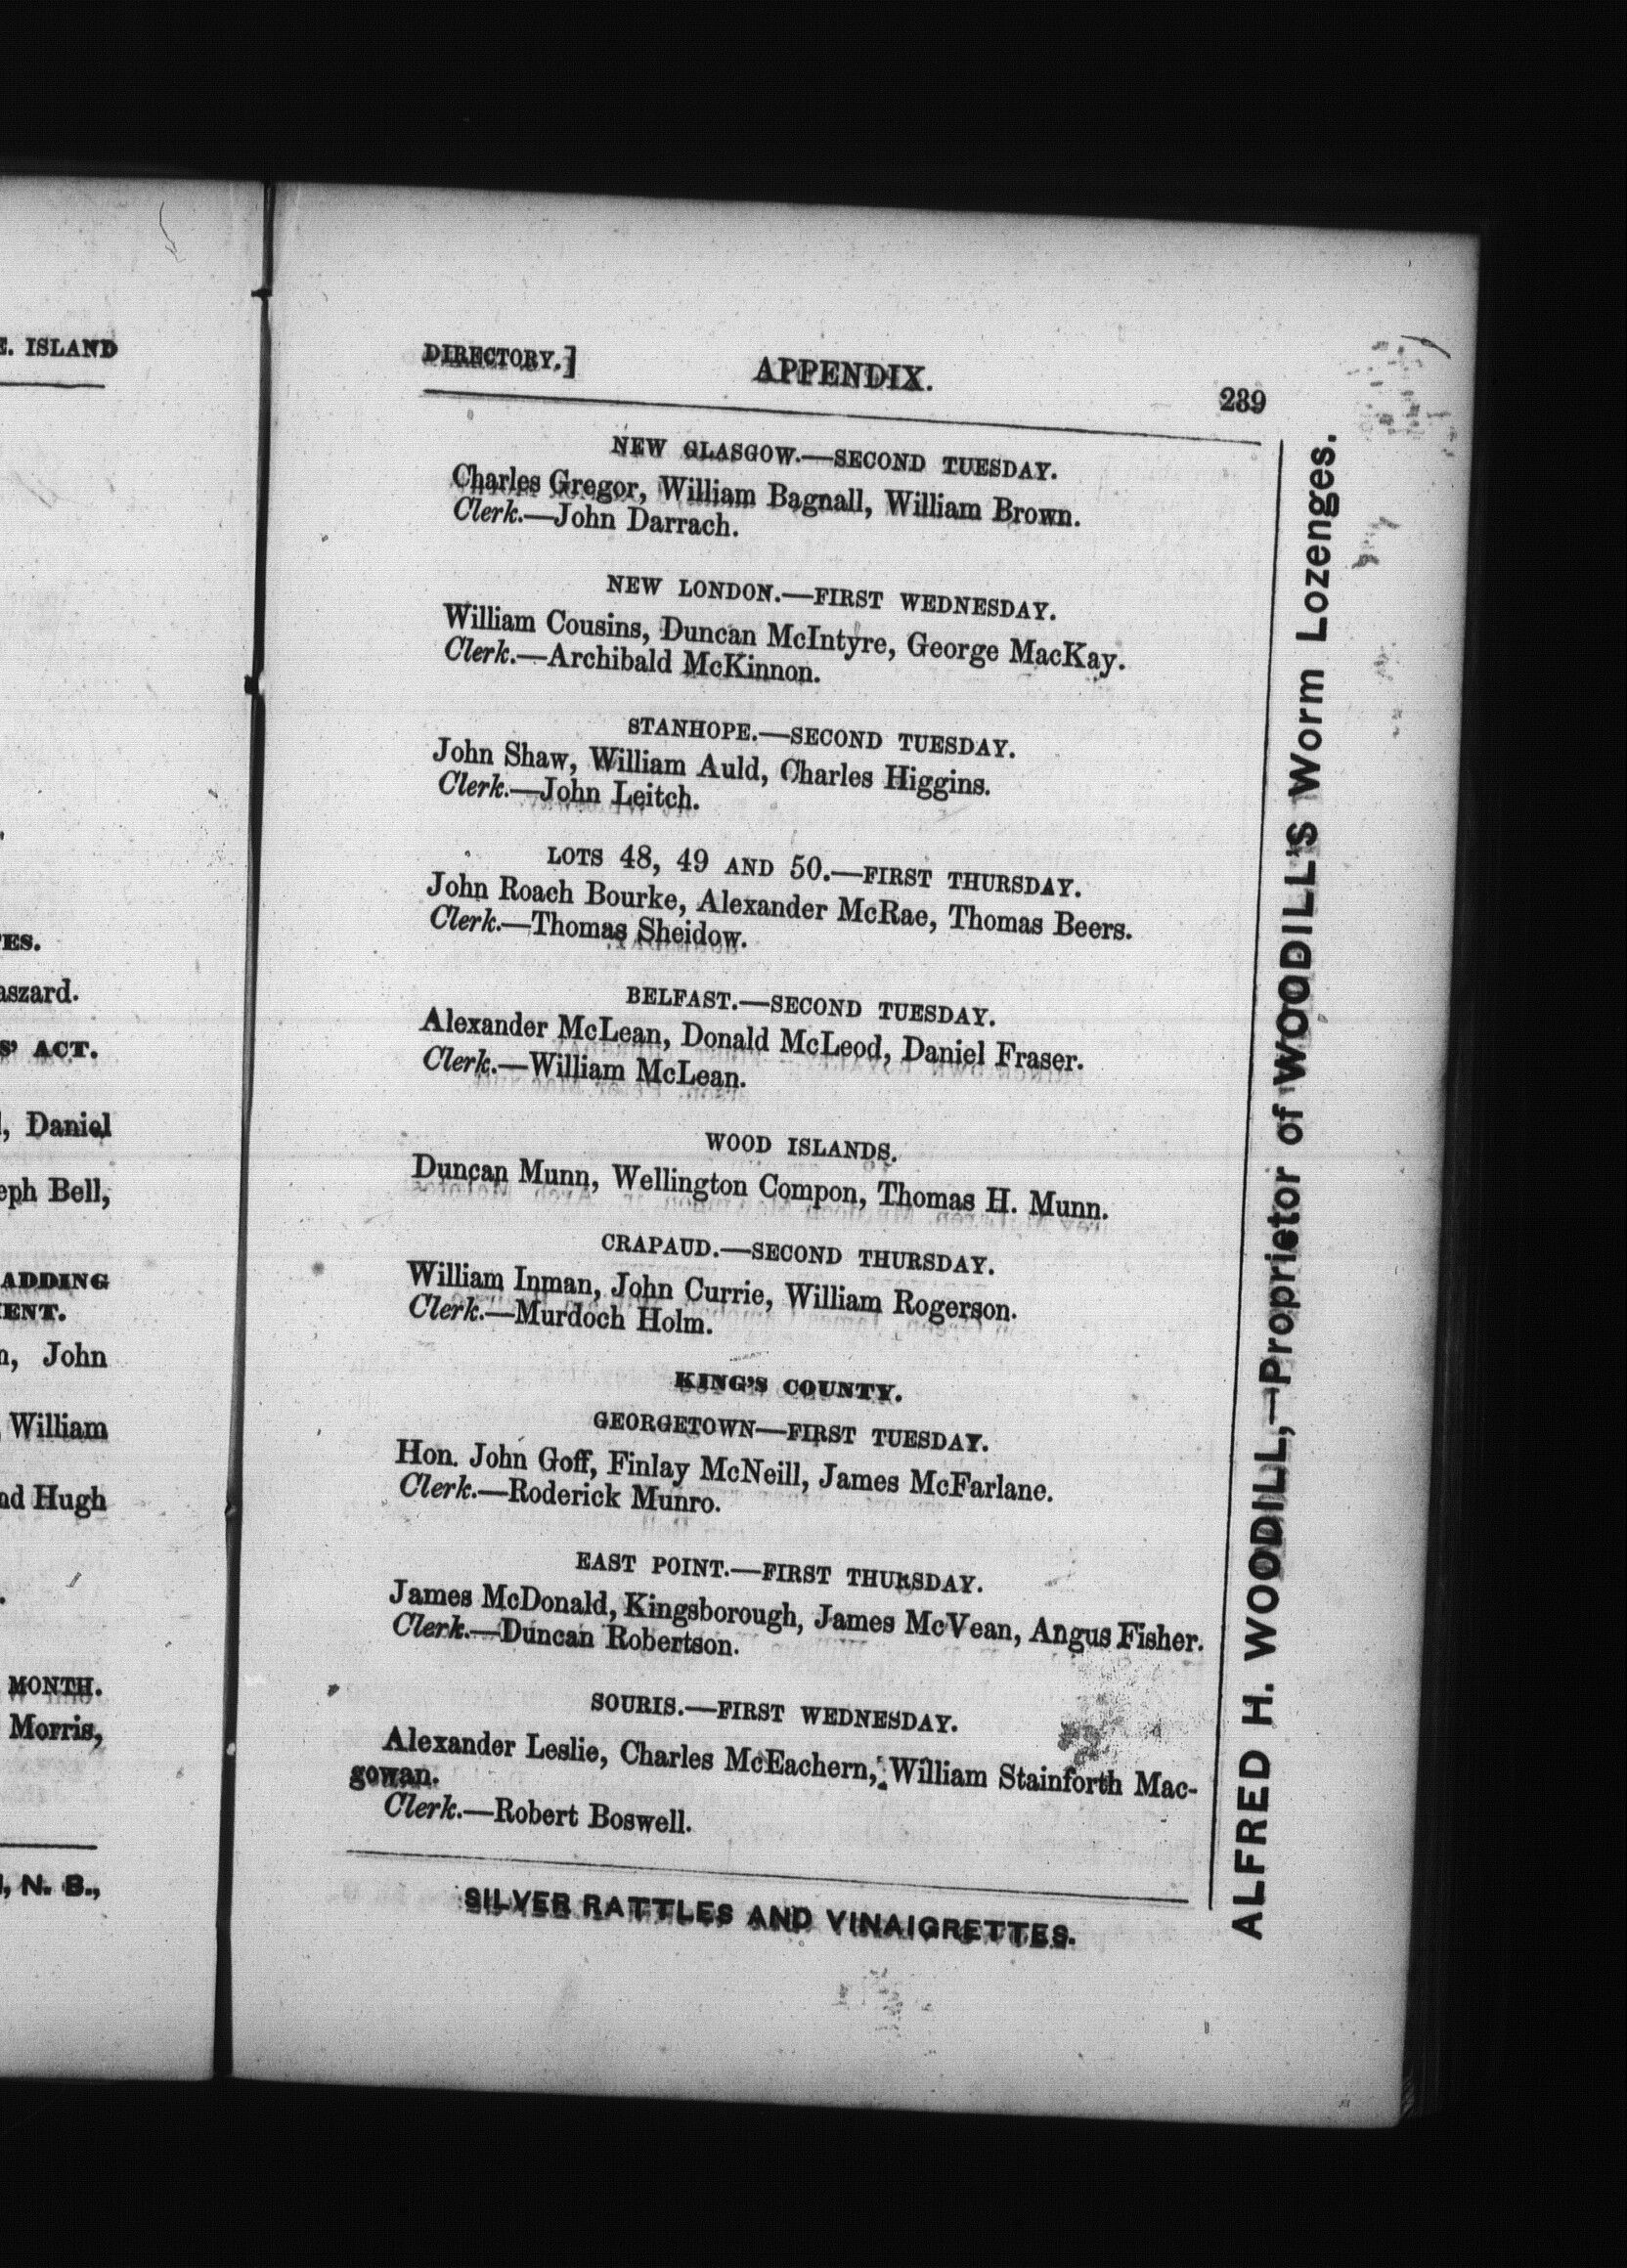 E. ISLAND
ES.
aszard.
S' ACT.
, Daniel
eph Bell,
ADDING
ENT.
n, John
William
nd Hugh
MONTH.
Morris,
, N. B.,
DIRECTORY.]
APPENDIX.
239
NEW GLASGOW.—SECOND TUESDAY.
Charles Gregor, William Bagnall, William Brown.
Clerk.—John Darrach.
NEW LONDON.—FIRST WEDNESDAY.
William Cousins, Duncan McIntyre, George MacKay.
Clerk.—Archibald McKinnon.
STANHOPE.—SECOND TUESDAY.
John Shaw, William Auld, Charles Higgins.
Clerk.—John Leitch.
LOTS 48, 49 AND 50.—FIRST THURSDAY.
John Roach Bourke, Alexander McRae, Thomas Beers.
Clerk.—Thomas Sheidow.
BELFAST.—SECOND TUESDAY.
Alexander McLean, Donald McLeod, Daniel Fraser.
Clerk.—William McLean.
WOOD ISLANDS.
Duncan Munn, Wellington Compon, Thomas H. Munn.
CRAPAUD.—SECOND THURSDAY.
William Inman, John Currie, William Rogerson.
Clerk.—Murdoch Holm.
KING'S COUNTY.
GEORGETOWN—FIRST TUESDAY.
Hon. John Goff, Finlay McNeill, James McFarlane.
Clerk.—Roderick Munro.
EAST POINT.—FIRST THURSDAY.
James McDonald, Kingsborough, James McVean, Angus Fisher.
Clerk.—Duncan Robertson.
SOURIS.—FIRST WEDNESDAY.
Alexander Leslie, Charles McEachern, William Stainforth Mac-
gowan.
Clerk.—Robert Boswell.
SILVER RATTLES AND VINAIGRETTES.
ALFRED H. WOODILL,—Proprietor of WOODILL'S Worm Lozenges.